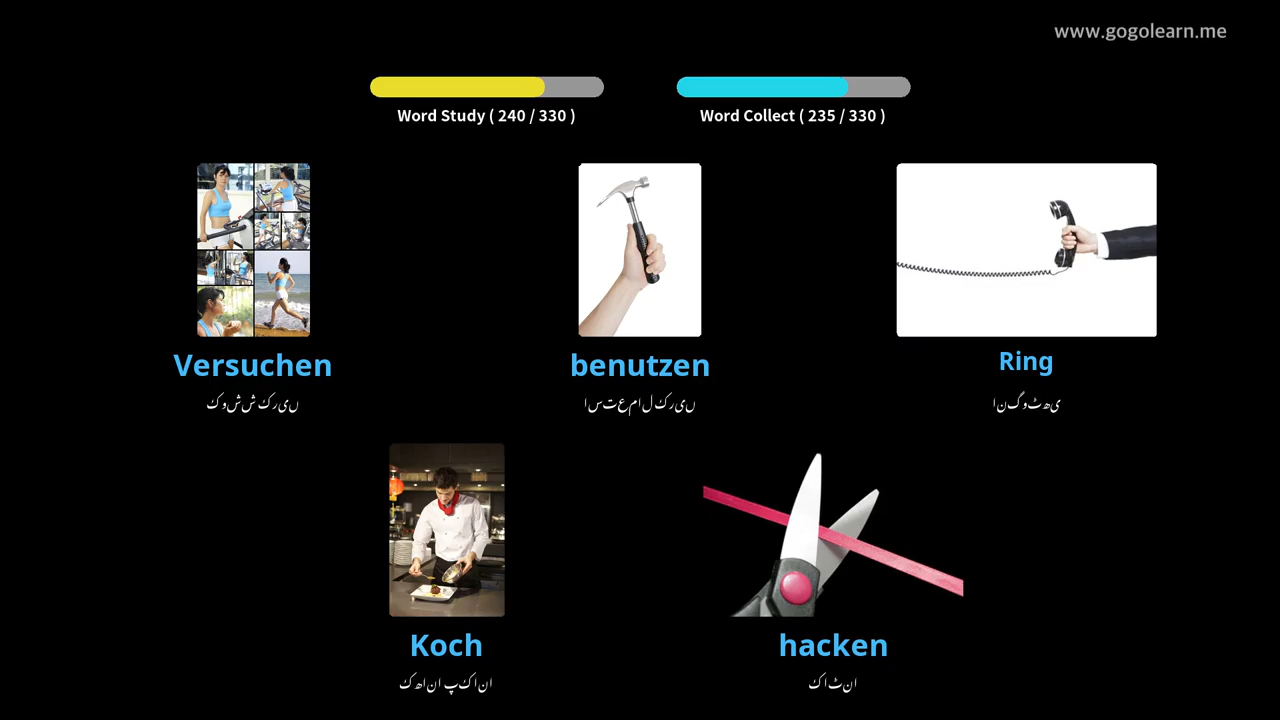 www.gogolearn.me
Word Study ( 240 / 330 )
Word Collect ( 235 / 330 )
Versuchen
کوشش کریں
benutzen
استعمال کریں
Ring
انگوٹھی
Koch
کھانا پکانا
hacken
کاٹنا